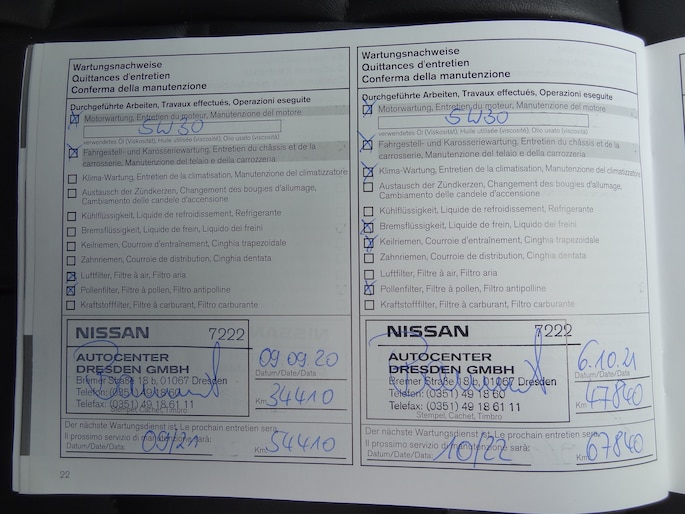 Wartungsnachweise
Quittances d'entretien
Conferma della manutenzione
Durchgeführte Arbeiten, Travaux effectués, Operazioni eseguite
Motorwartung, Entretien du moteur, Manutenzione del motore
5W30
verwendetes Öl (Viskosität), Huile utilisée (viscosité), Olio usato (viscosità)
Fahrgestell- und Karosseriewartung, Entretien du châssis et de la
carrosserie, Manutenzione del telaio e della carrozzeria
Klima-Wartung, Entretien de la climatisation, Manutenzione del climatizzatore
Austausch der Zündkerzen, Changement des bougies d'allumage,
Cambiamento delle candele d'accensione
Kühlflüssigkeit, Liquide de refroidissement, Refrigerante
Bremsflüssigkeit, Liquide de frein, Liquido dei freini
Keilriemen, Courroie d'entraînement, Cinghia trapezoidale
Zahnriemen, Courroie de distribution, Cinghia dentata
Luftfilter, Filtre à air, Filtro aria
Pollenfilter, Filtre à pollen, Filtro antipolline
Kraftstofffilter, Filtre à carburant, Filtro carburante
NISSAN 7222
AUTOCENTER
DRESDEN GMBH
Bremer Straße 18 b, 01067 Dresden
Telefon: (0351) 49 18 60
Telefax: (0351) 49 18 61 11
Stempel, Cachet, Timbro
09.09.20
Datum/Date/Data
Km 34410
Der nächste Wartungsdienst ist, Le prochain entretien sera,
Il prossimo servizio di manutenzione sarà:
Datum/Date/Data: 09/21 Km 54410
22
Wartungsnachweise
Quittances d'entretien
Conferma della manutenzione
Durchgeführte Arbeiten, Travaux effectués, Operazioni eseguite
Motorwartung, Entretien du moteur, Manutenzione del motore
5W30
verwendetes Öl (Viskosität), Huile utilisée (viscosité), Olio usato (viscosità)
Fahrgestell- und Karosseriewartung, Entretien du châssis et de la
carrosserie, Manutenzione del telaio e della carrozzeria
Klima-Wartung, Entretien de la climatisation, Manutenzione del climatizzatore
Austausch der Zündkerzen, Changement des bougies d'allumage,
Cambiamento delle candele d'accensione
Kühlflüssigkeit, Liquide de refroidissement, Refrigerante
Bremsflüssigkeit, Liquide de frein, Liquido dei freini
Keilriemen, Courroie d'entraînement, Cinghia trapezoidale
Zahnriemen, Courroie de distribution, Cinghia dentata
Luftfilter, Filtre à air, Filtro aria
Pollenfilter, Filtre à pollen, Filtro antipolline
Kraftstofffilter, Filtre à carburant, Filtro carburante
NISSAN 7222
AUTOCENTER
DRESDEN GMBH
Bremer Straße 18 b, 01067 Dresden
Telefon: (0351) 49 18 60
Telefax: (0351) 49 18 61 11
Stempel, Cachet, Timbro
6.10.21
Datum/Date/Data
Km 47840
Der nächste Wartungsdienst ist, Le prochain entretien sera,
Il prossimo servizio di manutenzione sarà:
Datum/Date/Data: 10/22 Km 67840